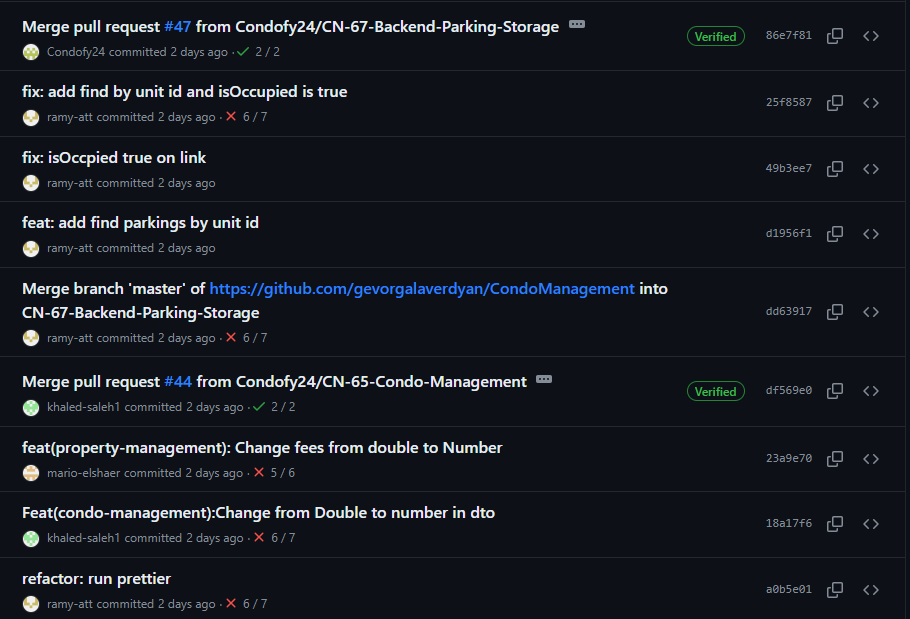 Merge pull request #47 from Condofy24/CN-67-Backend-Parking-Storage
Condofy24 committed 2 days ago · 2 / 2
Verified
86e7f81
fix: add find by unit id and isOccupied is true
ramy-att committed 2 days ago · 6 / 7
25f8587
fix: isOccpied true on link
ramy-att committed 2 days ago
49b3ee7
feat: add find parkings by unit id
ramy-att committed 2 days ago
d1956f1
Merge branch 'master' of https://github.com/gevorgalaverdyan/CondoManagement into
CN-67-Backend-Parking-Storage
ramy-att committed 2 days ago · 6 / 7
dd63917
Merge pull request #44 from Condofy24/CN-65-Condo-Management
khaled-saleh1 committed 2 days ago · 2 / 2
Verified
df569e0
feat(property-management): Change fees from double to Number
mario-elshaer committed 2 days ago · 5 / 6
23a9e70
Feat(condo-management):Change from Double to number in dto
khaled-saleh1 committed 2 days ago · 6 / 7
18a17f6
refactor: run prettier
ramy-att committed 2 days ago · 6 / 7
a0b5e01